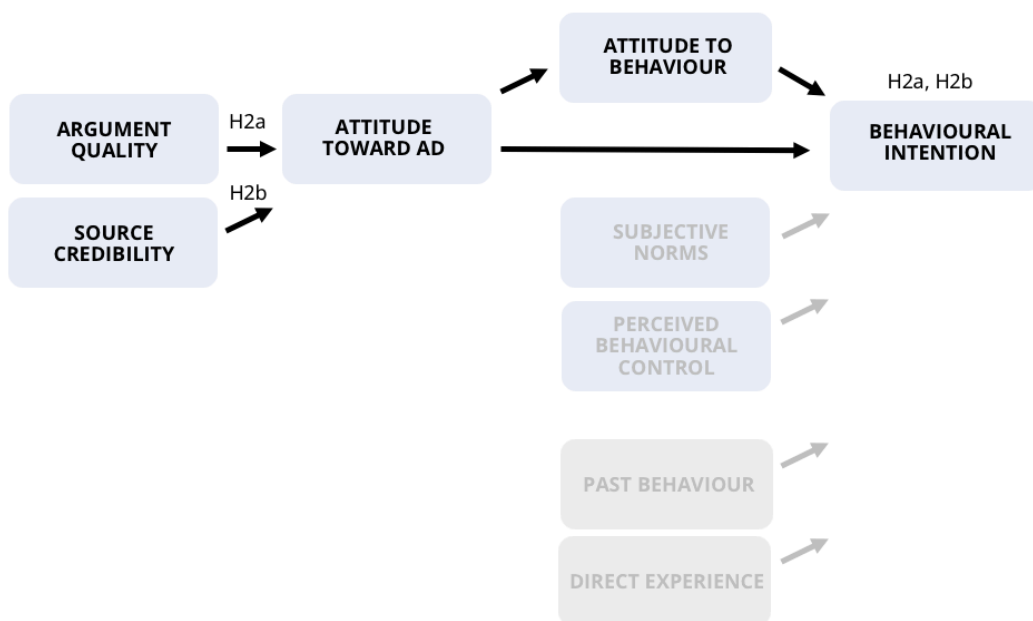 ATTITUDE TO
BEHAVIOUR
H2a, H2b
ARGUMENT
QUALITY
H2a
ATTITUDE
TOWARD AD
BEHAVIOURAL
INTENTION
H2b
SOURCE
CREDIBILITY
SUBJECTIVE
NORMS
PERCEIVED
BEHAVIOURAL
CONTROL
PAST BEHAVIOUR
DIRECT EXPERIENCE